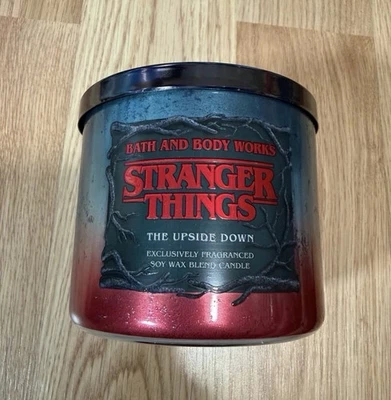 BATH AND BODY WORKS
STRANGER
THINGS
THE UPSIDE DOWN
EXCLUSIVELY FRAGRANCED
SOY WAX BLEND CANDLE